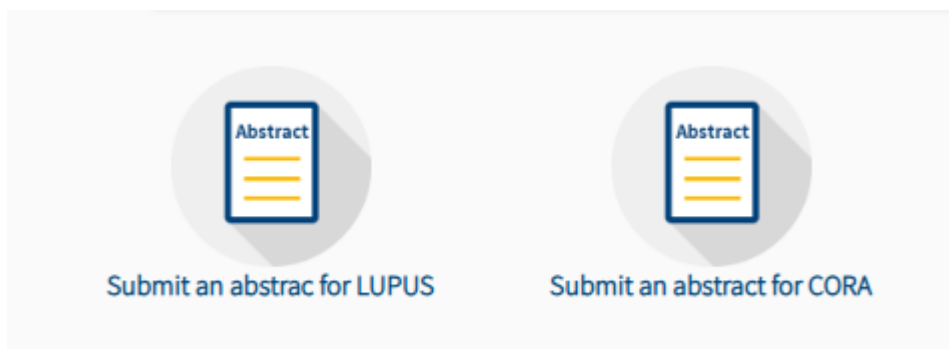 Abstract
Abstract
Submit an abstrac for LUPUS
Submit an abstract for CORA